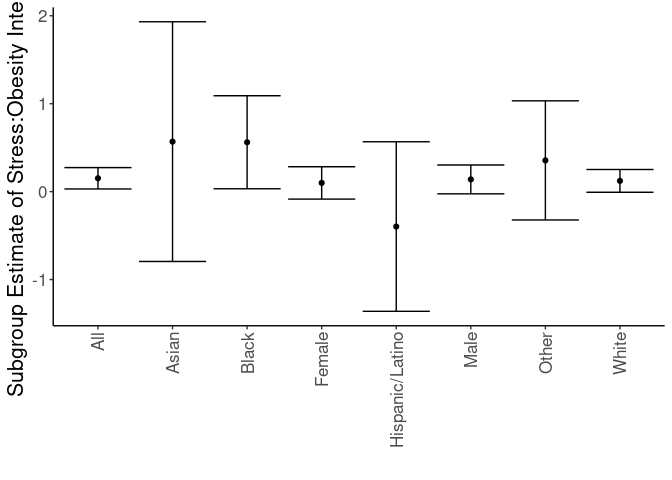 Subgroup Estimate of Stress:Obesity Inte
2
1
0
-1
All
Asian
Black
Female
Hispanic/Latino
Male
Other
White